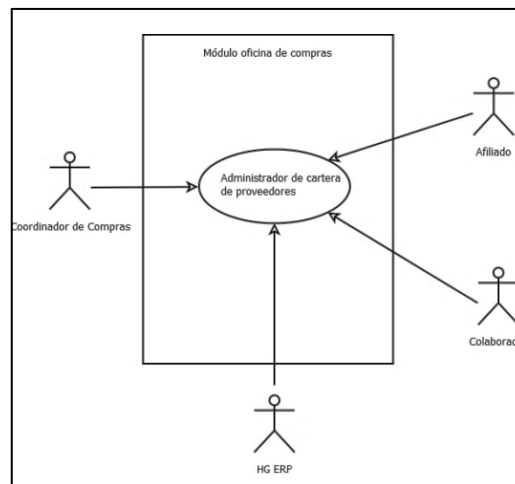 Módulo oficina de compras
Administrador de cartera
de proveedores
Afiliado
Coordinador de Compras
Colaborad
HG ERP